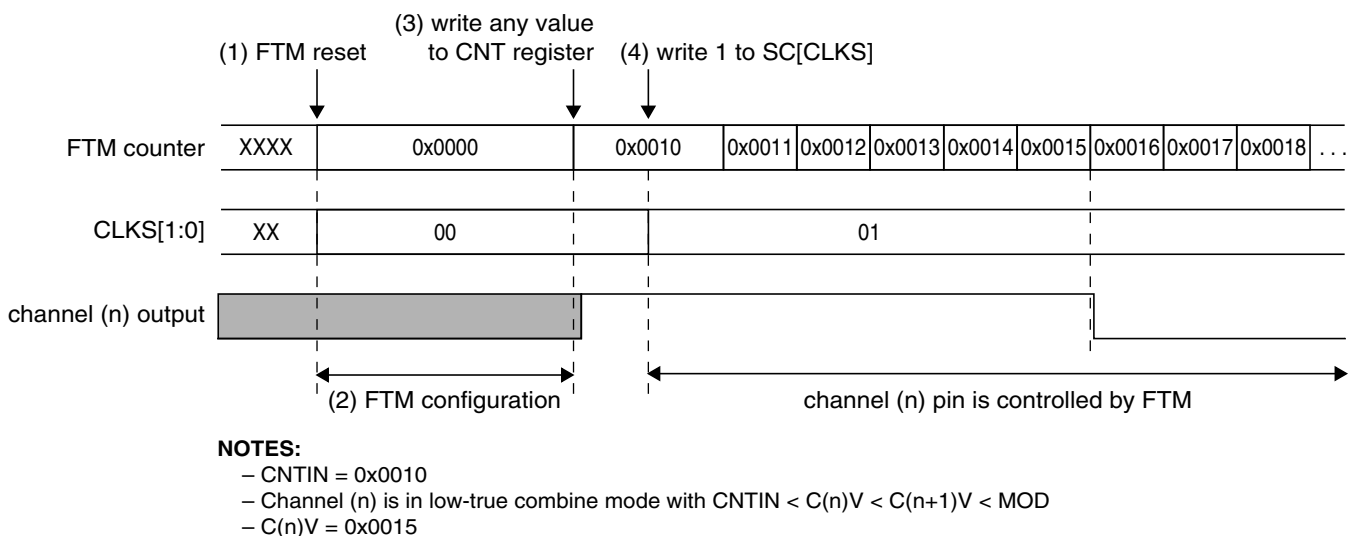 (3) write any value
(1) FTM reset to CNT register (4) write 1 to SC[CLKS]
FTM counter XXXX 0x0000 0x0010 0x0011 0x0012 0x0013 0x0014 0x0015 0x0016 0x0017 0x0018 . . .
CLKS[1:0] XX 00 01
channel (n) output
(2) FTM configuration channel (n) pin is controlled by FTM
NOTES:
– CNTIN = 0x0010
– Channel (n) is in low-true combine mode with CNTIN < C(n)V < C(n+1)V < MOD
– C(n)V = 0x0015